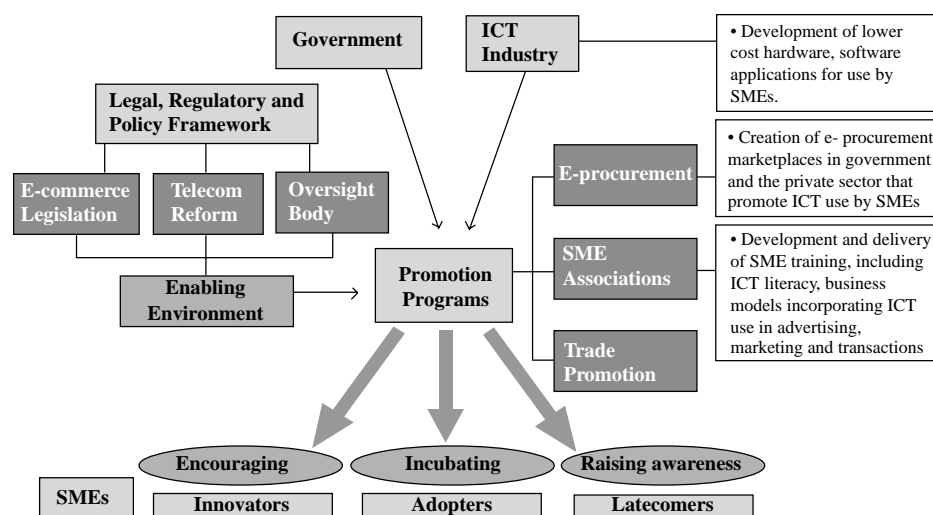 Government
ICT
Industry
• Development of lower
cost hardware, software
applications for use by
SMEs.
Legal, Regulatory and
Policy Framework
E-commerce
Legislation
Telecom
Reform
Oversight
Body
E-procurement
• Creation of e- procurement
marketplaces in government
and the private sector that
promote ICT use by SMEs
Enabling
Environment
Promotion
Programs
SME
Associations
• Development and delivery
of SME training, including
ICT literacy, business
models incorporating ICT
use in advertising,
marketing and transactions
Trade
Promotion
Encouraging
Incubating
Raising awareness
SMEs
Innovators
Adopters
Latecomers